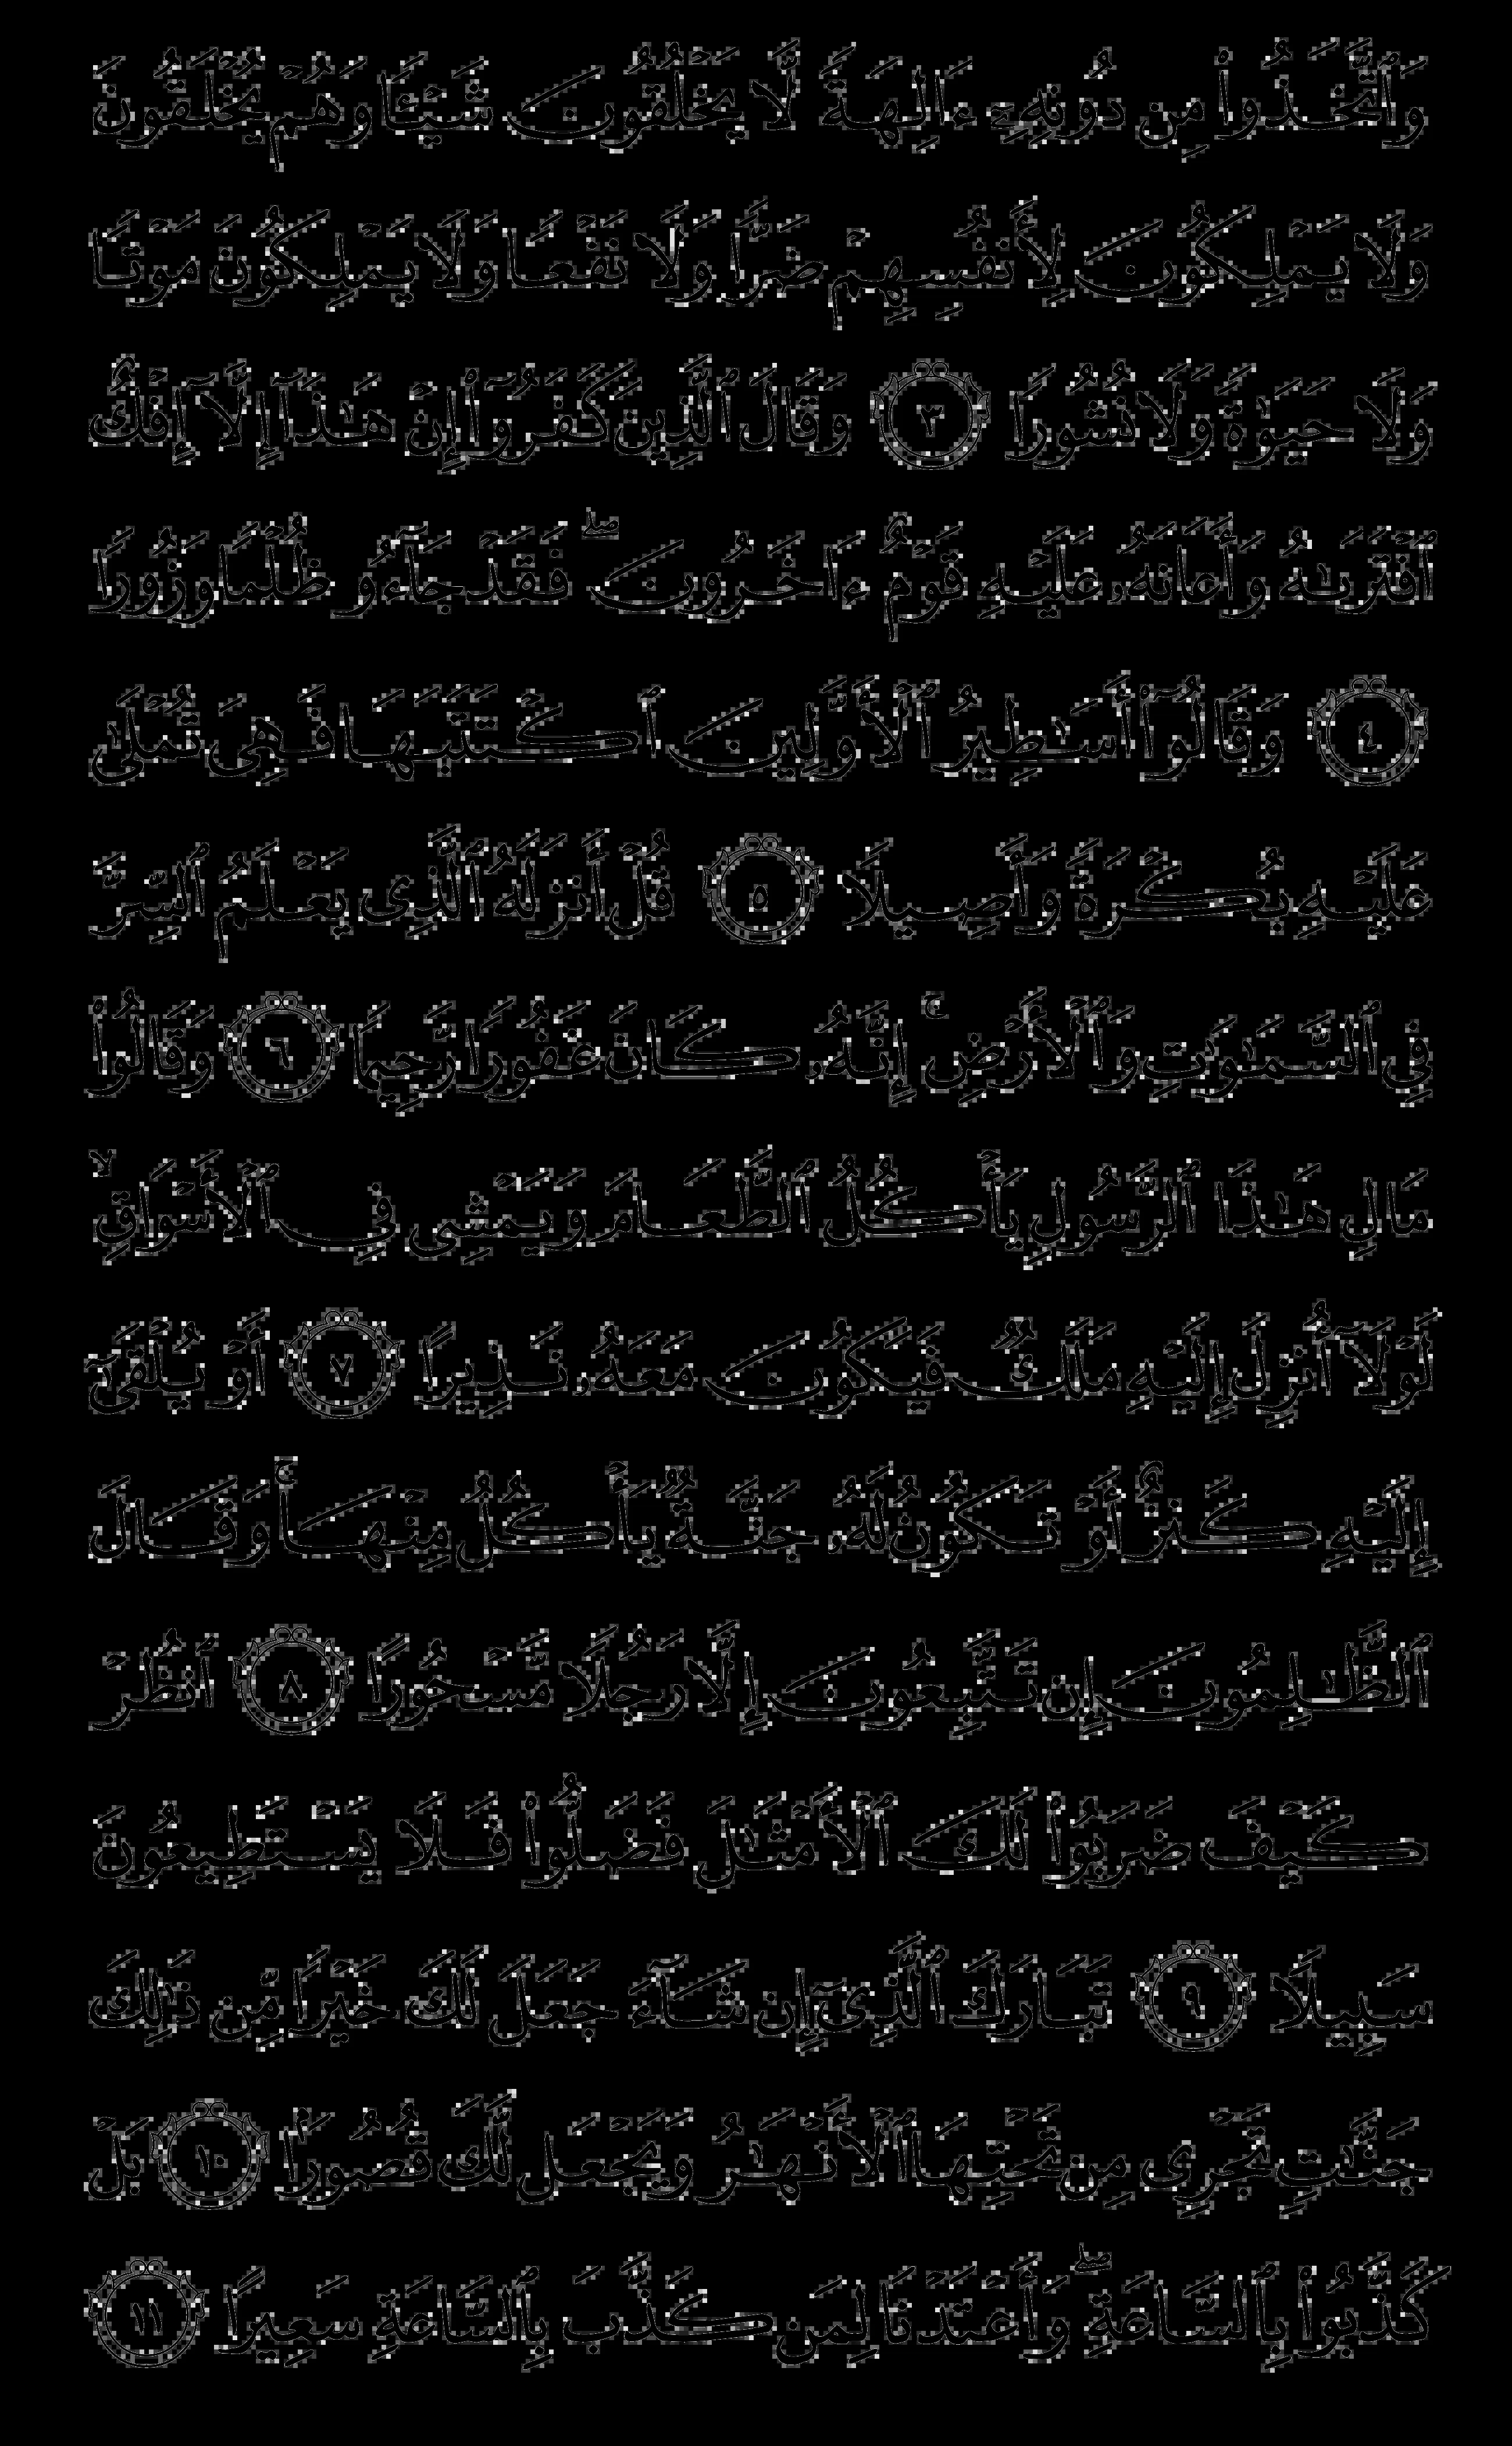 وَٱتَّخَذُوا۟ مِن دُونِهِۦٓ ءَالِهَةً لَّا يَخْلُقُونَ شَيْـًٔا وَهُمْ يُخْلَقُونَ
وَلَا يَمْلِكُونَ لِأَنفُسِهِمْ ضَرًّا وَلَا نَفْعًا وَلَا يَمْلِكُونَ مَوْتًا
وَلَا حَيَوٰةً وَلَا نُشُورًا ٣ وَقَالَ ٱلَّذِينَ كَفَرُوٓا۟ إِنْ هَـٰذَآ إِلَّآ إِفْكٌ
ٱفْتَرَىٰهُ وَأَعَانَهُۥ عَلَيْهِ قَوْمٌ ءَاخَرُونَ ۖ فَقَدْ جَآءُو ظُلْمًا وَزُورًا
٤ وَقَالُوٓا۟ أَسَـٰطِيرُ ٱلْأَوَّلِينَ ٱكْتَتَبَهَا فَهِىَ تُمْلَىٰ
عَلَيْهِ بُكْرَةً وَأَصِيلًا ٥ قُلْ أَنزَلَهُ ٱلَّذِى يَعْلَمُ ٱلسِّرَّ
فِى ٱلسَّمَـٰوَٰتِ وَٱلْأَرْضِ ۚ إِنَّهُۥ كَانَ غَفُورًا رَّحِيمًا ٦ وَقَالُوا۟
مَالِ هَـٰذَا ٱلرَّسُولِ يَأْكُلُ ٱلطَّعَامَ وَيَمْشِى فِى ٱلْأَسْوَاقِ ۙ
لَوْلَآ أُنزِلَ إِلَيْهِ مَلَكٌ فَيَكُونَ مَعَهُۥ نَذِيرًا ٧ أَوْ يُلْقَىٰٓ
إِلَيْهِ كَنزٌ أَوْ تَكُونُ لَهُۥ جَنَّةٌ يَأْكُلُ مِنْهَا ۚ وَقَالَ
ٱلظَّـٰلِمُونَ إِن تَتَّبِعُونَ إِلَّا رَجُلًا مَّسْحُورًا ٨ ٱنظُرْ
كَيْفَ ضَرَبُوا۟ لَكَ ٱلْأَمْثَـٰلَ فَضَلُّوا۟ فَلَا يَسْتَطِيعُونَ
سَبِيلًا ٩ تَبَارَكَ ٱلَّذِىٓ إِن شَآءَ جَعَلَ لَكَ خَيْرًا مِّن ذَٰلِكَ
جَنَّـٰتٍ تَجْرِى مِن تَحْتِهَا ٱلْأَنْهَـٰرُ وَيَجْعَل لَّكَ قُصُورًۢا ١٠ بَلْ
كَذَّبُوا۟ بِٱلسَّاعَةِ ۖ وَأَعْتَدْنَا لِمَن كَذَّبَ بِٱلسَّاعَةِ سَعِيرًا ١١